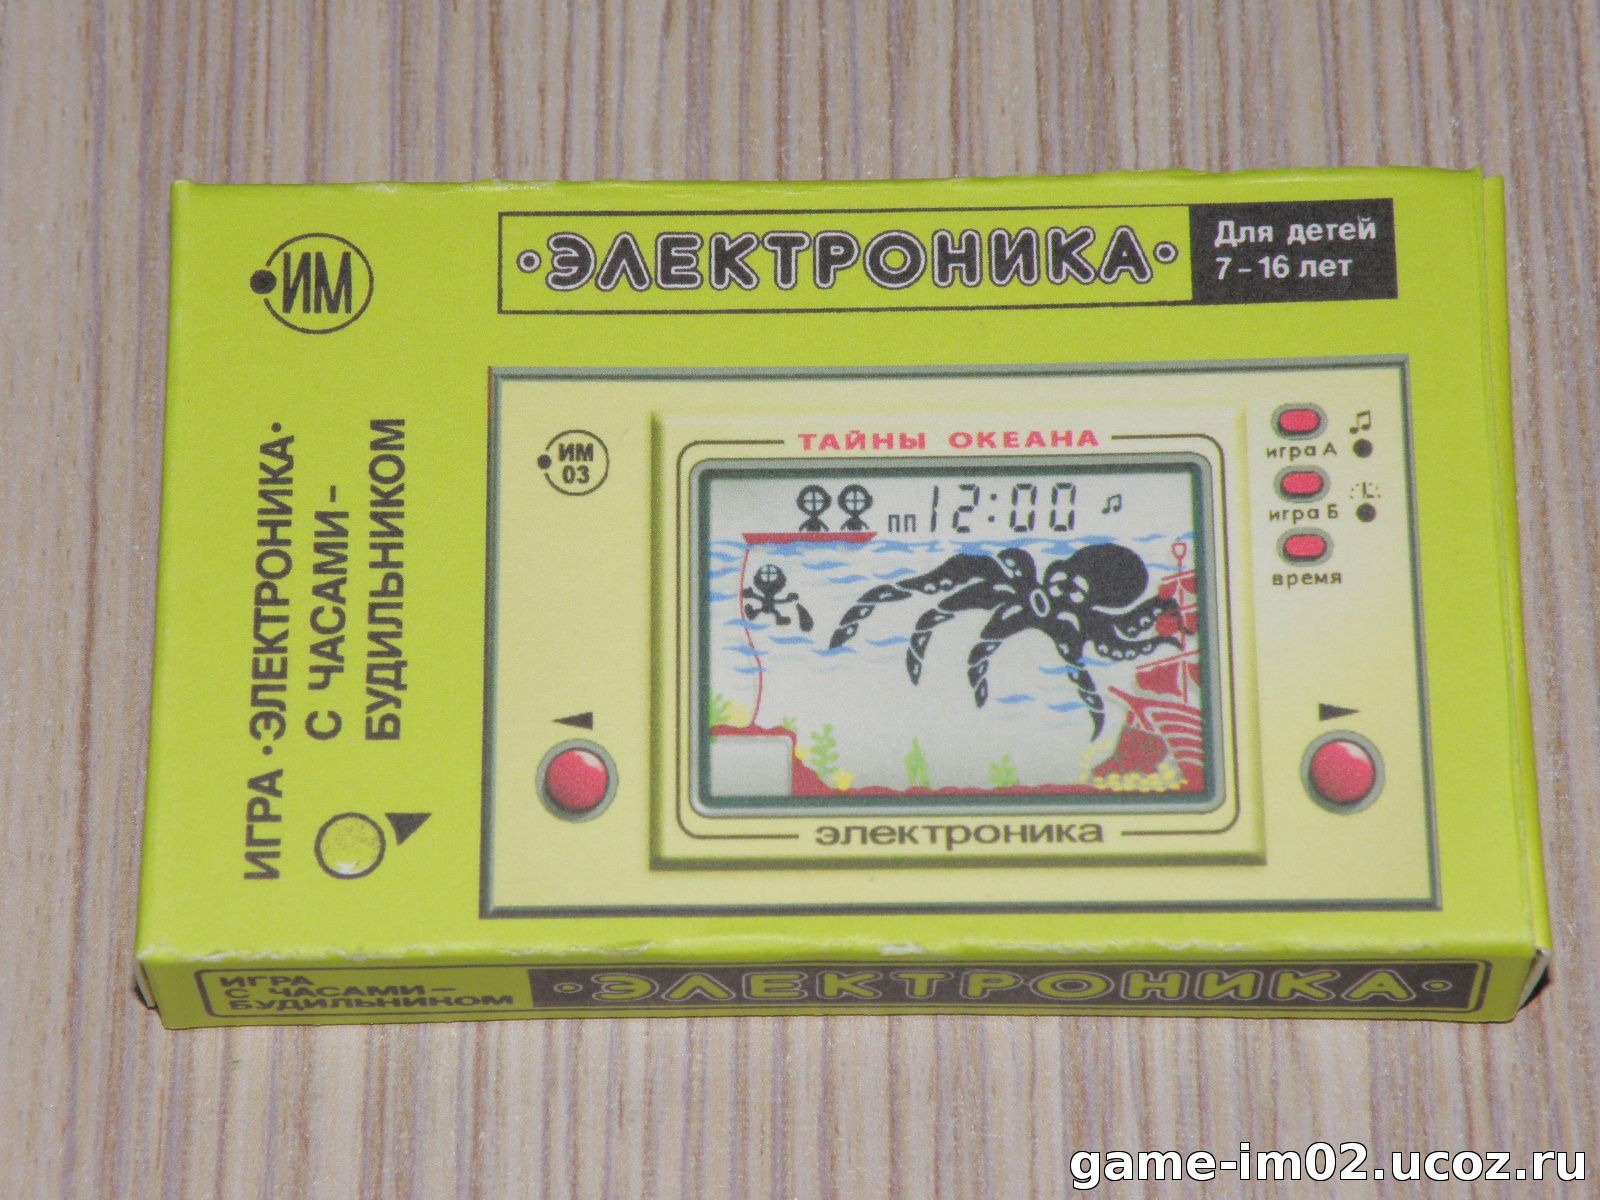 ИМ
·ЭЛЕКТРОНИКА·
Для детей
7-16 лет
ИГРА ·ЭЛЕКТРОНИКА·
С ЧАСАМИ-
БУДИЛЬНИКОМ
ИМ
03
ТАЙНЫ ОКЕАНА
пп 12:00
игра А
игра Б
время
электроника
ИГРА
С ЧАСАМИ-
БУДИЛЬНИКОМ
·ЭЛЕКТРОНИКА·
game-im02.ucoz.ru